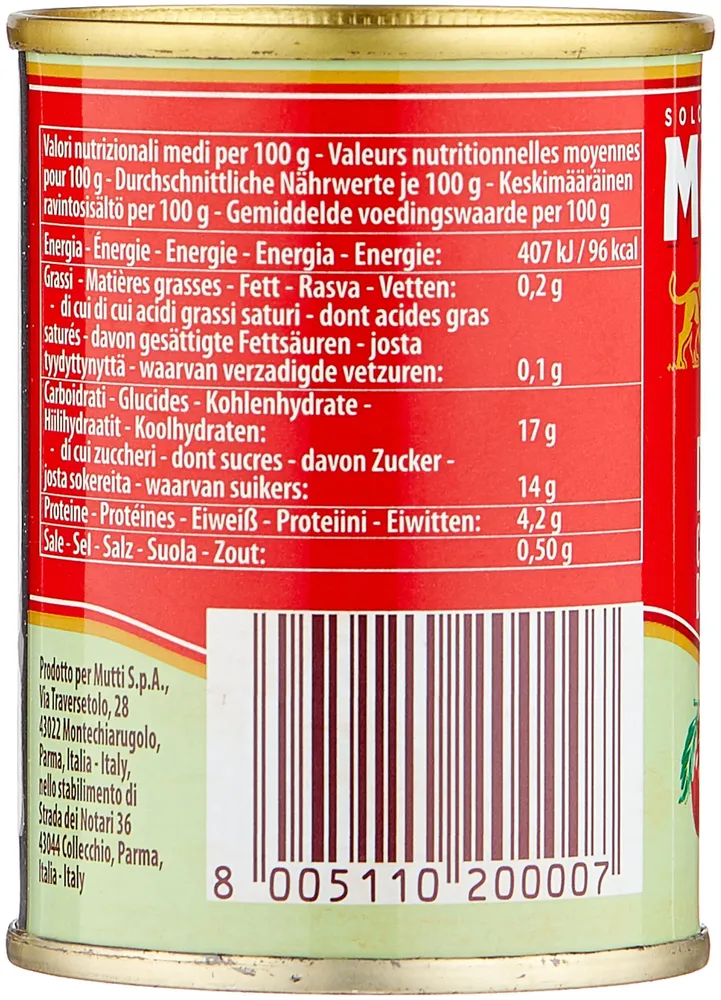 Valori nutrizionali medi per 100 g - Valeurs nutritionnelles moyennes
pour 100 g - Durchschnittliche Nährwerte je 100 g - Keskimääräinen
ravintosisältö per 100 g - Gemiddelde voedingswaarde per 100 g
Energia - Énergie - Energie - Energia - Energie: 407 kJ / 96 kcal
Grassi - Matières grasses - Fett - Rasva - Vetten: 0,2 g
- di cui di cui acidi grassi saturi - dont acides gras
saturés - davon gesättigte Fettsäuren - josta
tyydyttynyttä - waarvan verzadigde vetzuren: 0,1 g
Carboidrati - Glucides - Kohlenhydrate -
Hiilihydraatit - Koolhydraten: 17 g
- di cui zuccheri - dont sucres - davon Zucker -
josta sokereita - waarvan suikers: 14 g
Proteine - Protéines - Eiweiß - Proteiini - Eiwitten: 4,2 g
Sale - Sel - Salz - Suola - Zout: 0,50 g
SOLO
M
Prodotto per Mutti S.p.A.,
Via Traversetolo, 28
43022 Montechiarugolo,
Parma, Italia - Italy,
nello stabilimento di
Strada dei Notari 36
43044 Collecchio, Parma,
Italia - Italy
8 005110 200007